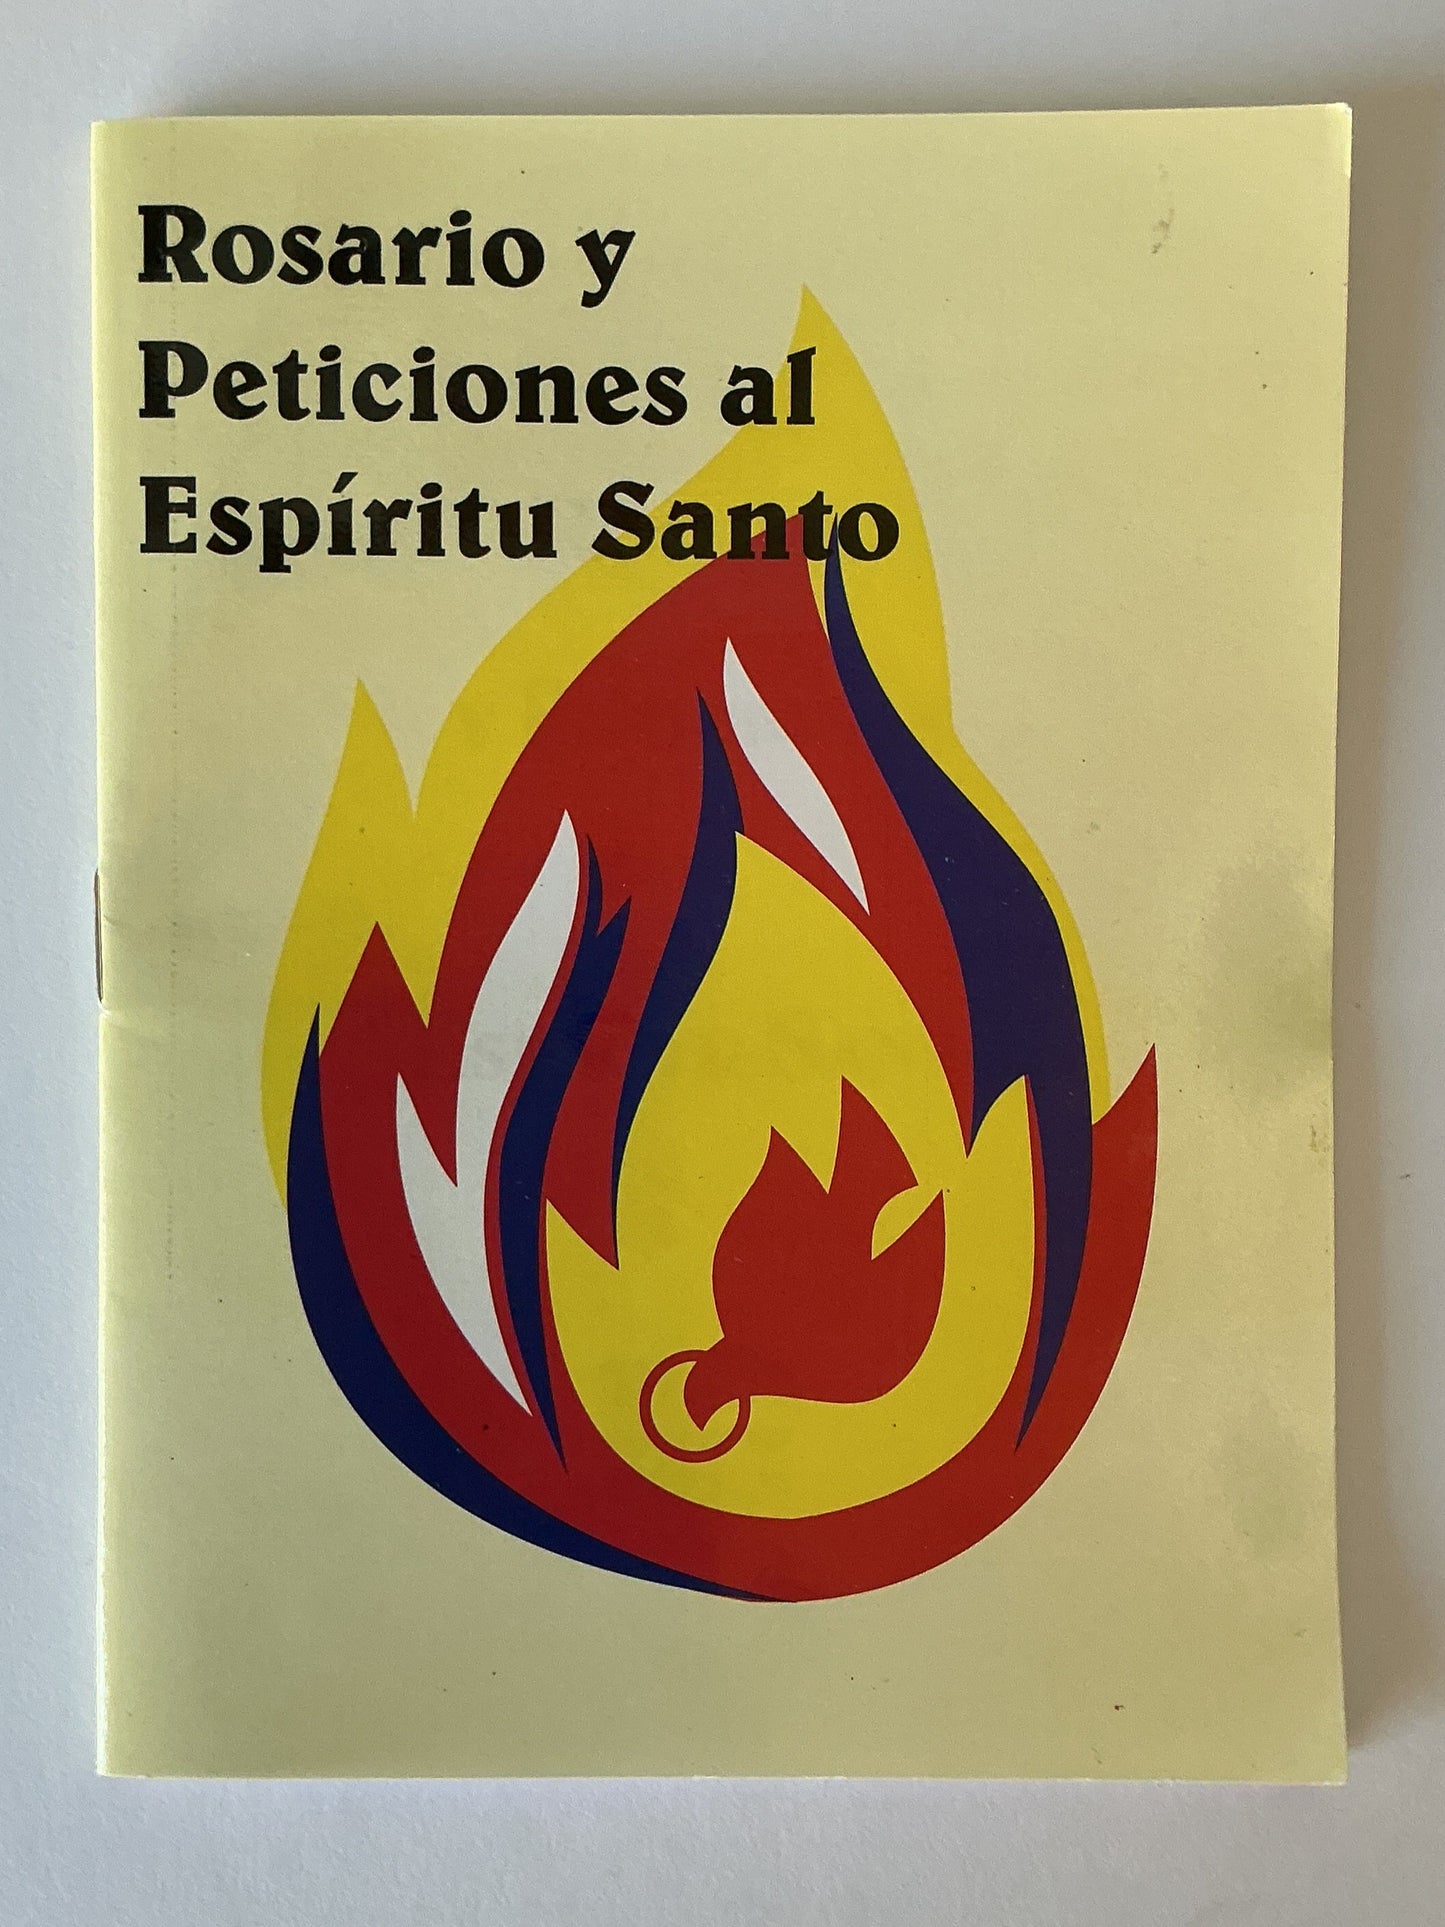 Rosario y
Peticiones al
Espíritu Santo